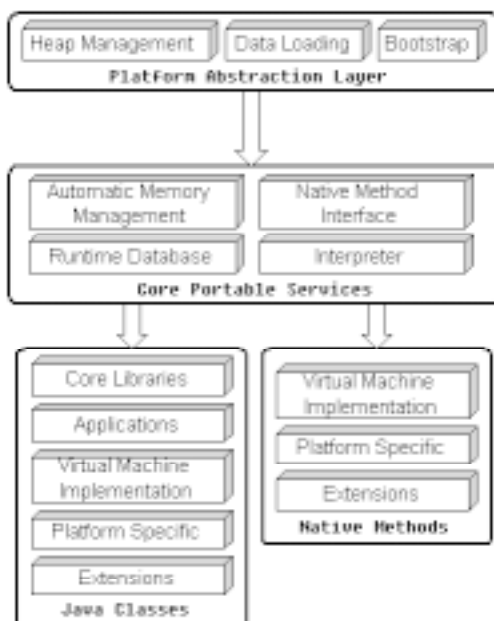 Heap Management
Data Loading
Bootstrap
Platform Abstraction Layer
Automatic Memory
Management
Native Method
Interface
Runtime Database
Interpreter
Core Portable Services
Core Libraries
Applications
Virtual Machine
Implementation
Platform Specific
Extensions
Java Classes
Virtual Machine
Implementation
Platform Specific
Extensions
Native Methods